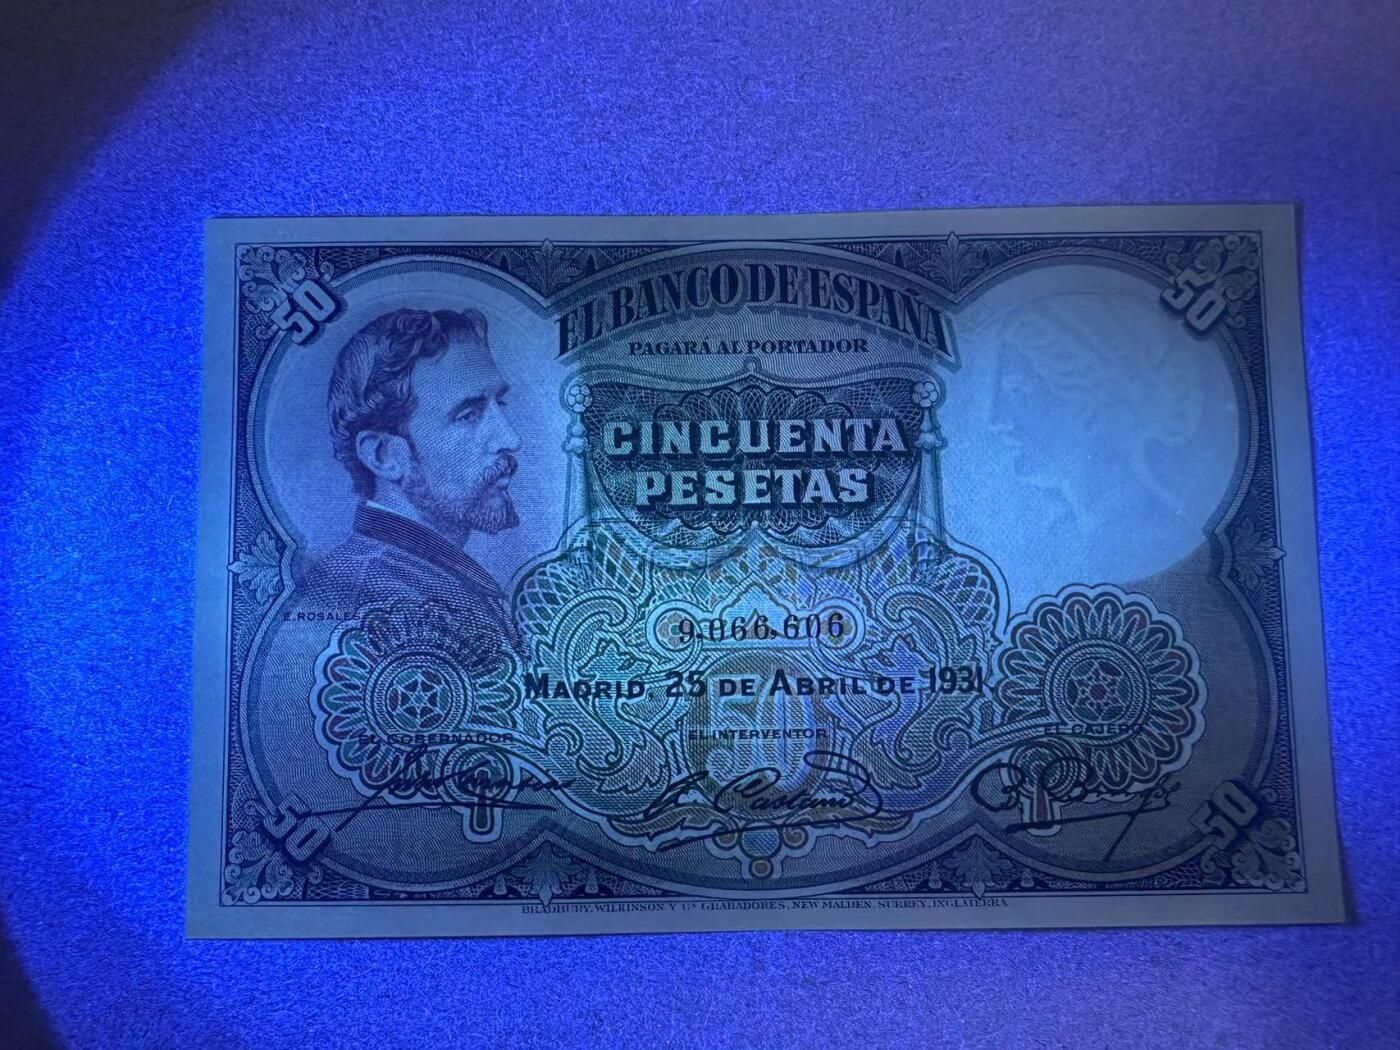 50
50
EL BANCO DE ESPAÑA
PAGARÁ AL PORTADOR
CINCUENTA
PESETAS
E. ROSALES
9,066,606
MADRID, 25 DE ABRIL DE 1931
50
EL GOBERNADOR
EL INTERVENTOR
EL CAJERO
50
50
BRADBURY, WILKINSON Y Cª GRABADORES, NEW MALDEN, SURREY, INGLATERRA